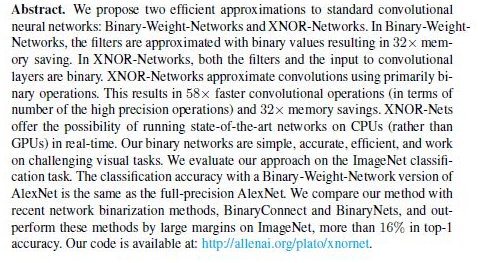 Abstract. We propose two efficient approximations to standard convolutional
neural networks: Binary-Weight-Networks and XNOR-Networks. In Binary-Weight-
Networks, the filters are approximated with binary values resulting in 32× mem-
ory saving. In XNOR-Networks, both the filters and the input to convolutional
layers are binary. XNOR-Networks approximate convolutions using primarily bi-
nary operations. This results in 58× faster convolutional operations (in terms of
number of the high precision operations) and 32× memory savings. XNOR-Nets
offer the possibility of running state-of-the-art networks on CPUs (rather than
GPUs) in real-time. Our binary networks are simple, accurate, efficient, and work
on challenging visual tasks. We evaluate our approach on the ImageNet classifi-
cation task. The classification accuracy with a Binary-Weight-Network version of
AlexNet is the same as the full-precision AlexNet. We compare our method with
recent network binarization methods, BinaryConnect and BinaryNets, and out-
perform these methods by large margins on ImageNet, more than 16% in top-1
accuracy. Our code is available at: http://allenai.org/plato/xnornet.